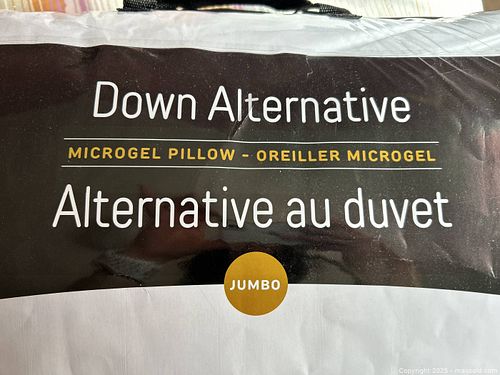 Down Alternative
MICROGEL PILLOW - OREILLER MICROGEL
Alternative au duvet
JUMBO
Copyright 2025 - maxsold.com